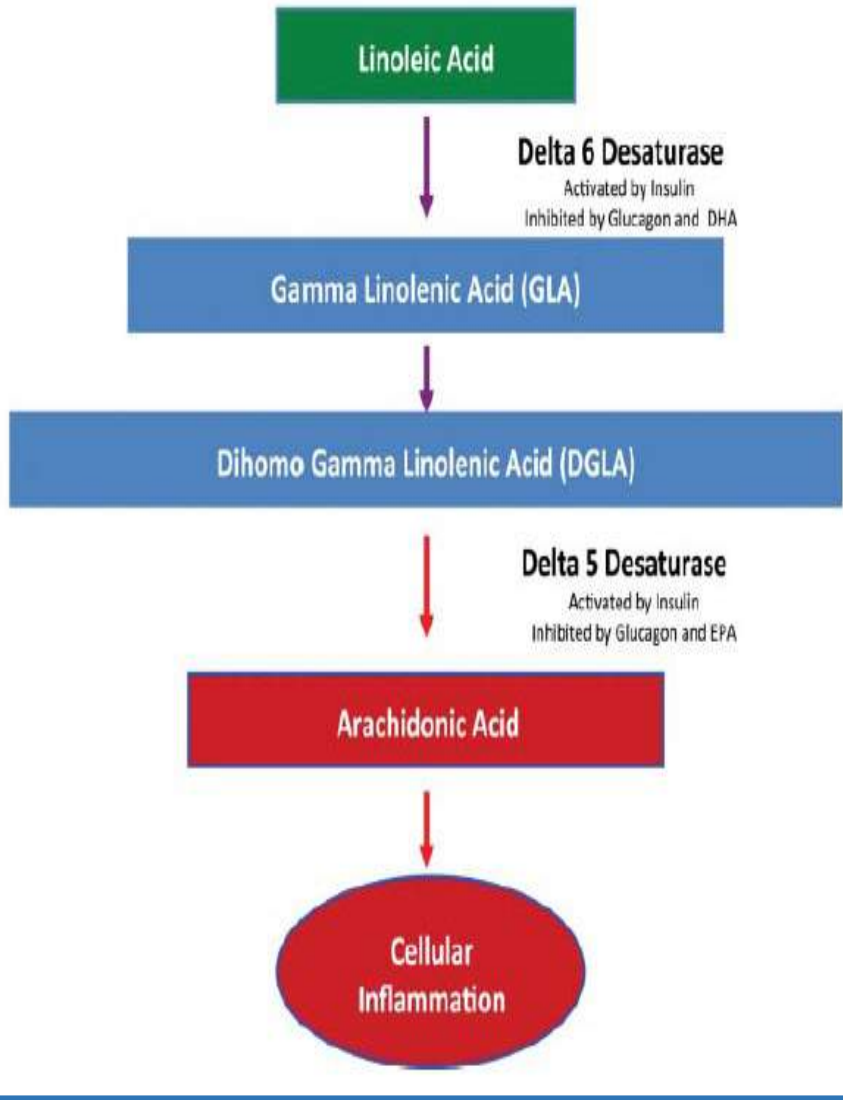 Linoleic Acid
Delta 6 Desaturase
Activated by Insulin
Inhibited by Glucagon and DHA
Gamma Linolenic Acid (GLA)
Dihomo Gamma Linolenic Acid (DGLA)
Delta 5 Desaturase
Activated by Insulin
Inhibited by Glucagon and EPA
Arachidonic Acid
Cellular
Inflammation